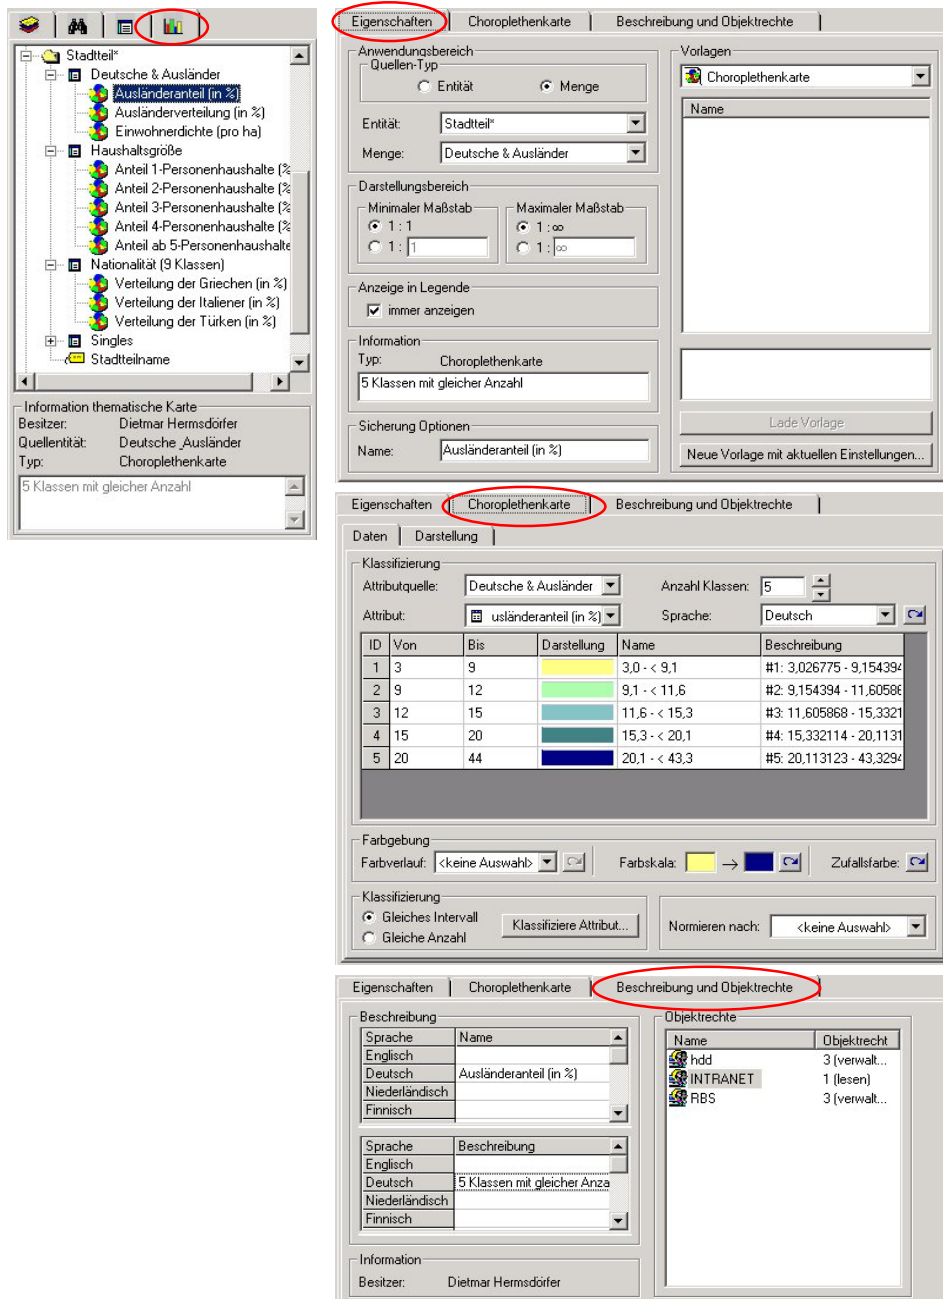 Stadtteil*
Deutsche & Ausländer
Ausländeranteil (in %)
Ausländerverteilung (in %)
Einwohnerdichte (pro ha)
Haushaltsgröße
Anteil 1-Personenhaushalte (%
Anteil 2-Personenhaushalte (%
Anteil 3-Personenhaushalte (%
Anteil 4-Personenhaushalte (%
Anteil ab 5-Personenhaushalte
Nationalität (9 Klassen)
Verteilung der Griechen (in %)
Verteilung der Italiener (in %)
Verteilung der Türken (in %)
Singles
Stadtteilname
Information thematische Karte
Besitzer: Dietmar Hermsdörfer
Quellentität: Deutsche_Ausländer
Typ: Choroplethenkarte
5 Klassen mit gleicher Anzahl
Eigenschaften Choroplethenkarte Beschreibung und Objektrechte
Anwendungsbereich
Quellen-Typ
Entität Menge
Entität: Stadtteil*
Menge: Deutsche & Ausländer
Darstellungsbereich
Minimaler Maßstab Maximaler Maßstab
1 : 1 1 : ∞
1 : 1 1 : ∞
Anzeige in Legende
immer anzeigen
Information
Typ: Choroplethenkarte
5 Klassen mit gleicher Anzahl
Sicherung Optionen
Name: Ausländeranteil (in %)
Vorlagen
Choroplethenkarte
Name
Lade Vorlage
Neue Vorlage mit aktuellen Einstellungen...
Eigenschaften Choroplethenkarte Beschreibung und Objektrechte
Daten Darstellung
Klassifizierung
Attributquelle: Deutsche & Ausländer Anzahl Klassen: 5
Attribut: usländeranteil (in %) Sprache: Deutsch
ID Von Bis Darstellung Name Beschreibung
1 3 9 3,0 - < 9,1 #1: 3,026775 - 9,154394
2 9 12 9,1 - < 11,6 #2: 9,154394 - 11,60586
3 12 15 11,6 - < 15,3 #3: 11,605868 - 15,3321
4 15 20 15,3 - < 20,1 #4: 15,332114 - 20,1131
5 20 44 20,1 - < 43,3 #5: 20,113123 - 43,3294
Farbgebung
Farbverlauf: <keine Auswahl> Farbskala: → Zufallsfarbe:
Klassifizierung
Gleiches Intervall
Gleiche Anzahl
Klassifiziere Attribut...
Normieren nach: <keine Auswahl>
Eigenschaften Choroplethenkarte Beschreibung und Objektrechte
Beschreibung
Sprache Name
Englisch
Deutsch Ausländeranteil (in %)
Niederländisch
Finnisch
Sprache Beschreibung
Englisch
Deutsch 5 Klassen mit gleicher Anza
Niederländisch
Finnisch
Information
Besitzer: Dietmar Hermsdörfer
Objektrechte
Name Objektrecht
hdd 3 (verwalt...
INTRANET 1 (lesen)
RBS 3 (verwalt...